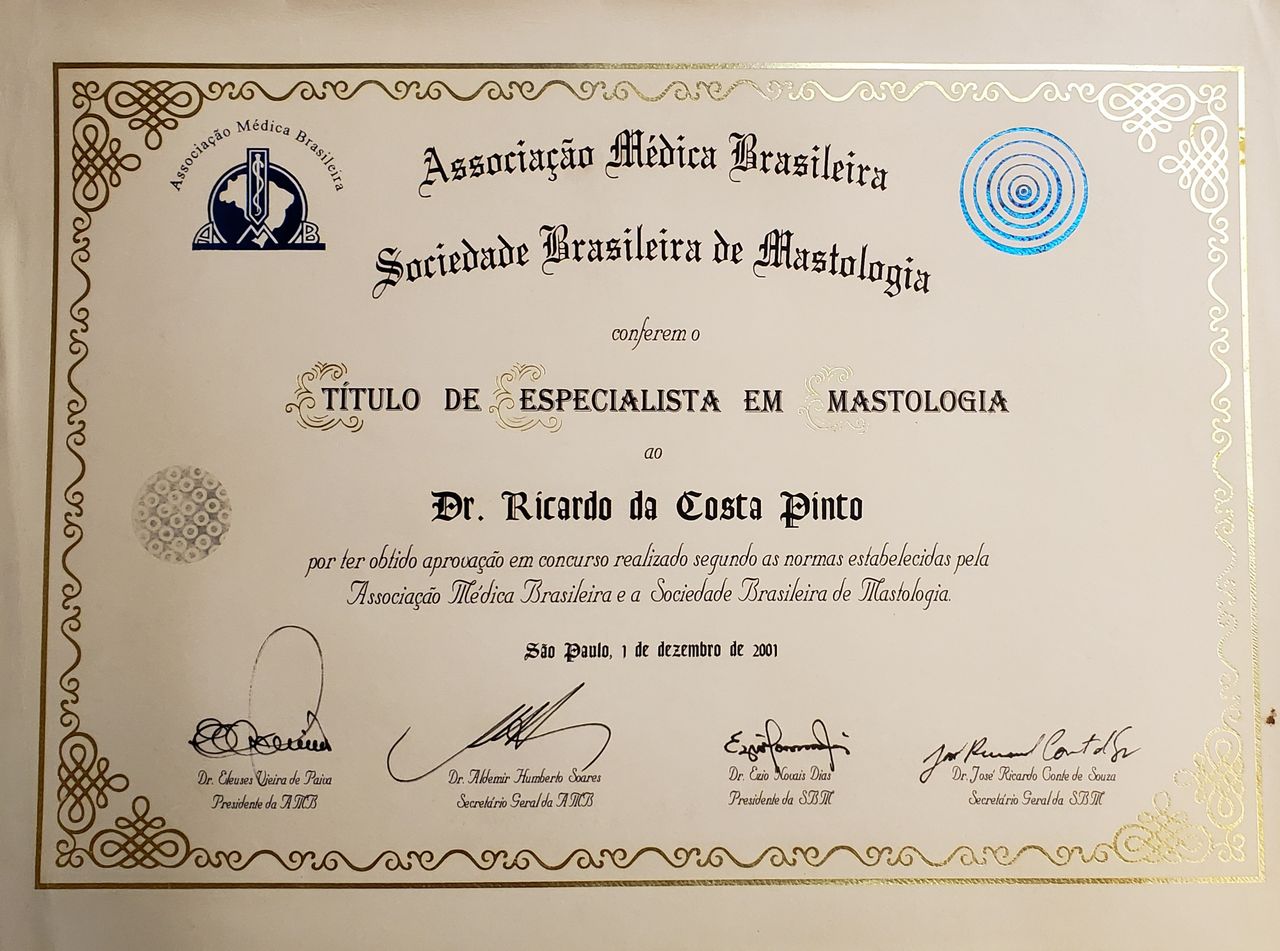 Associação Médica Brasileira
AMB
Associação Médica Brasileira
Sociedade Brasileira de Mastologia
conferem o
TÍTULO DE ESPECIALISTA EM MASTOLOGIA
ao
Dr. Ricardo da Costa Pinto
por ter obtido aprovação em concurso realizado segundo as normas estabelecidas pela
Associação Médica Brasileira e a Sociedade Brasileira de Mastologia.
São Paulo, 1 de dezembro de 2001
Dr. Eleuses Vieira de Paiva
Presidente da AMB
Dr. Aldemir Humberto Soares
Secretário Geral da AMB
Dr. Ezio Novais Dias
Presidente da SBM
Dr. José Ricardo Conte de Souza
Secretário Geral da SBM